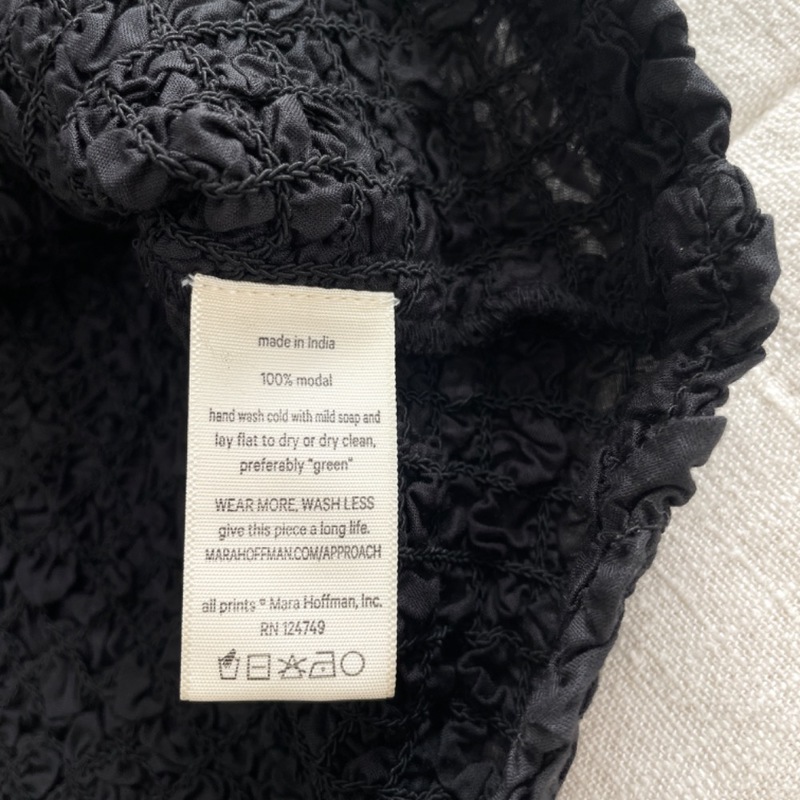 made in India
100% modal
hand wash cold with mild soap and
lay flat to dry or dry clean,
preferably "green"
WEAR MORE, WASH LESS
give this piece a long life.
MARAHOFFMAN.COM/APPROACH
all prints © Mara Hoffman, Inc.
RN 124749